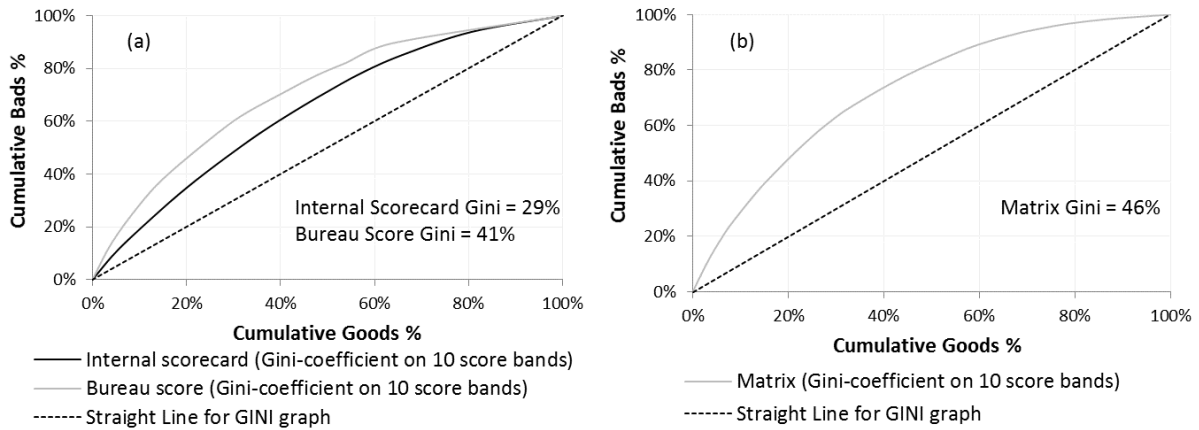 (a)
Cumulative Bads %
100%
80%
60%
40%
20%
0%
Internal Scorecard Gini = 29%
Bureau Score Gini = 41%
0%
20%
40%
60%
80%
100%
Cumulative Goods %
Internal scorecard (Gini-coefficient on 10 score bands)
Bureau score (Gini-coefficient on 10 score bands)
Straight Line for GINI graph
(b)
Cumulative Bads %
100%
80%
60%
40%
20%
0%
Matrix Gini = 46%
0%
20%
40%
60%
80%
100%
Cumulative Goods %
Matrix (Gini-coefficient on 10 score bands)
Straight Line for GINI graph